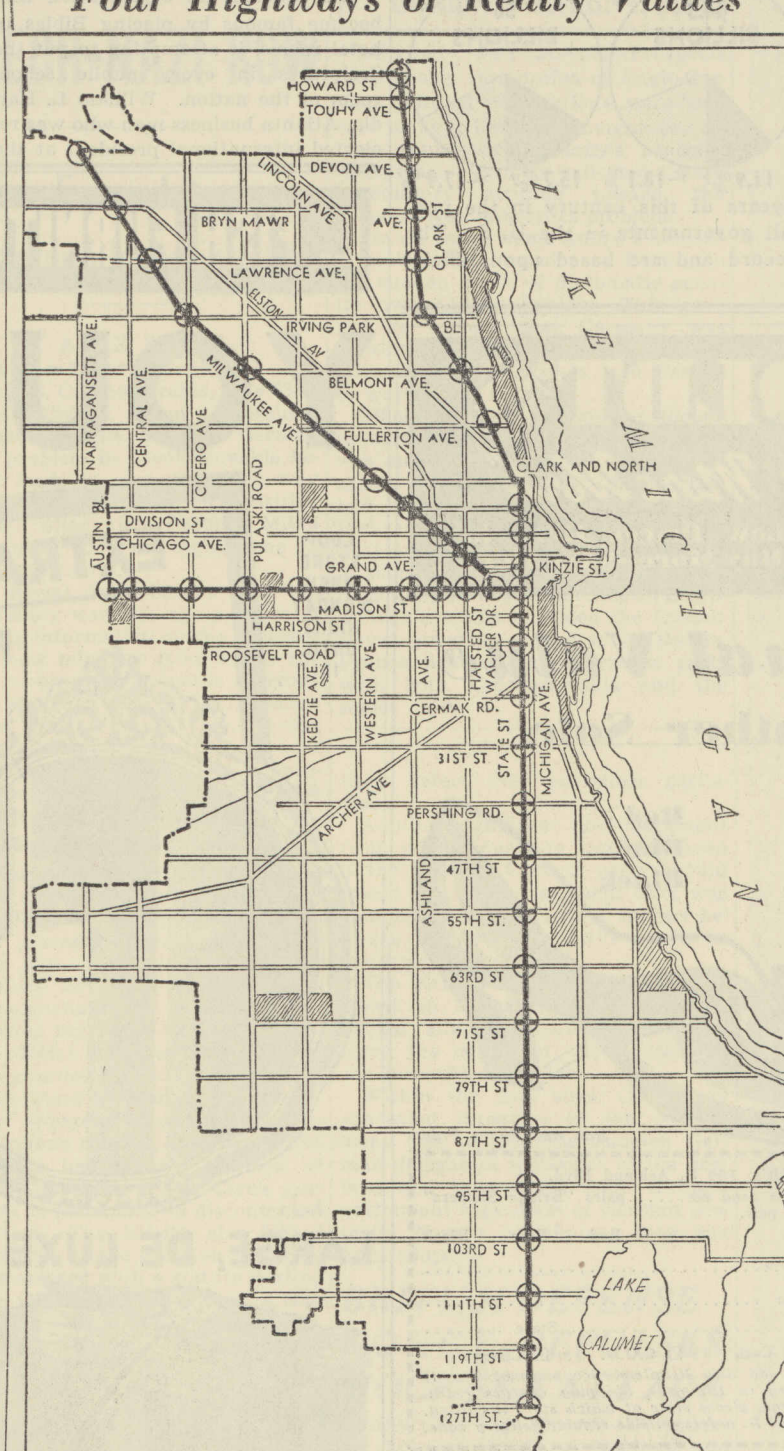 Four Highways of Realty Values
HOWARD ST
TOUHY AVE.
DEVON AVE.
LINCOLN AVE
BRYN MAWR
AVE.
CLARK ST
LAWRENCE AVE,
ELSTON
AV
IRVING PARK
BL
MILWAUKEE AVE.
BELMONT AVE.
FULLERTON AVE.
NARRAGANSETT AVE.
CENTRAL AVE.
CICERO AVE
PULASKI ROAD
CLARK AND NORTH
LAKE
MICHIGAN
AUSTIN BL
DIVISION ST
CHICAGO AVE.
GRAND AVE.
KINZIE ST.
MADISON ST.
HARRISON ST
ROOSEVELT ROAD
KEDZIE AVE.
WESTERN AVE.
AVE.
HALSTED ST
WACKER DR.
CERMAK RD.
STATE ST
MICHIGAN AVE.
31ST ST
ARCHER AVE
PERSHING RD.
ASHLAND
47TH ST
55TH ST.
63RD ST
71ST ST
79TH ST
87TH ST
95TH ST
103RD ST
LAKE
111TH ST
CALUMET
119TH ST
127TH ST.